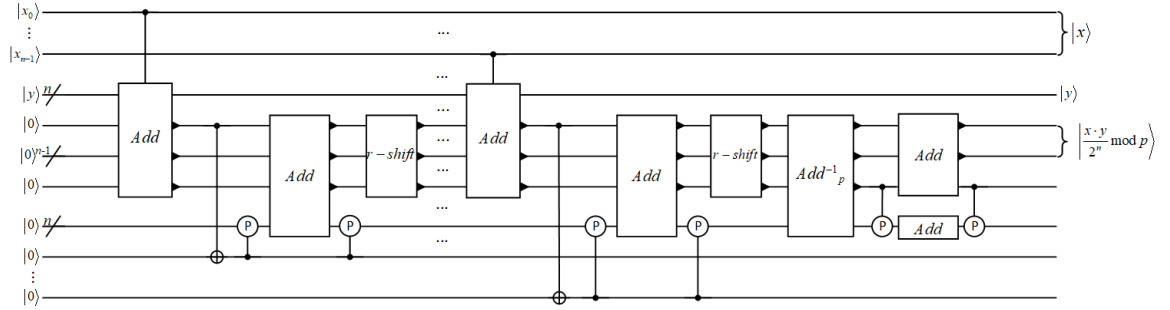 |x₀⟩
⋮ ... |x⟩
|xₙ₋₁⟩
... ...
|y⟩ n ... |y⟩
|0⟩ Add ... Add
|0⟩ⁿ⁻¹ Add r-shift ... Add r-shift Add⁻¹ₚ Add |x·y/2ⁿ mod p⟩
|0⟩ ...
|0⟩ n P P ... P P P Add P
|0⟩
⋮
|0⟩